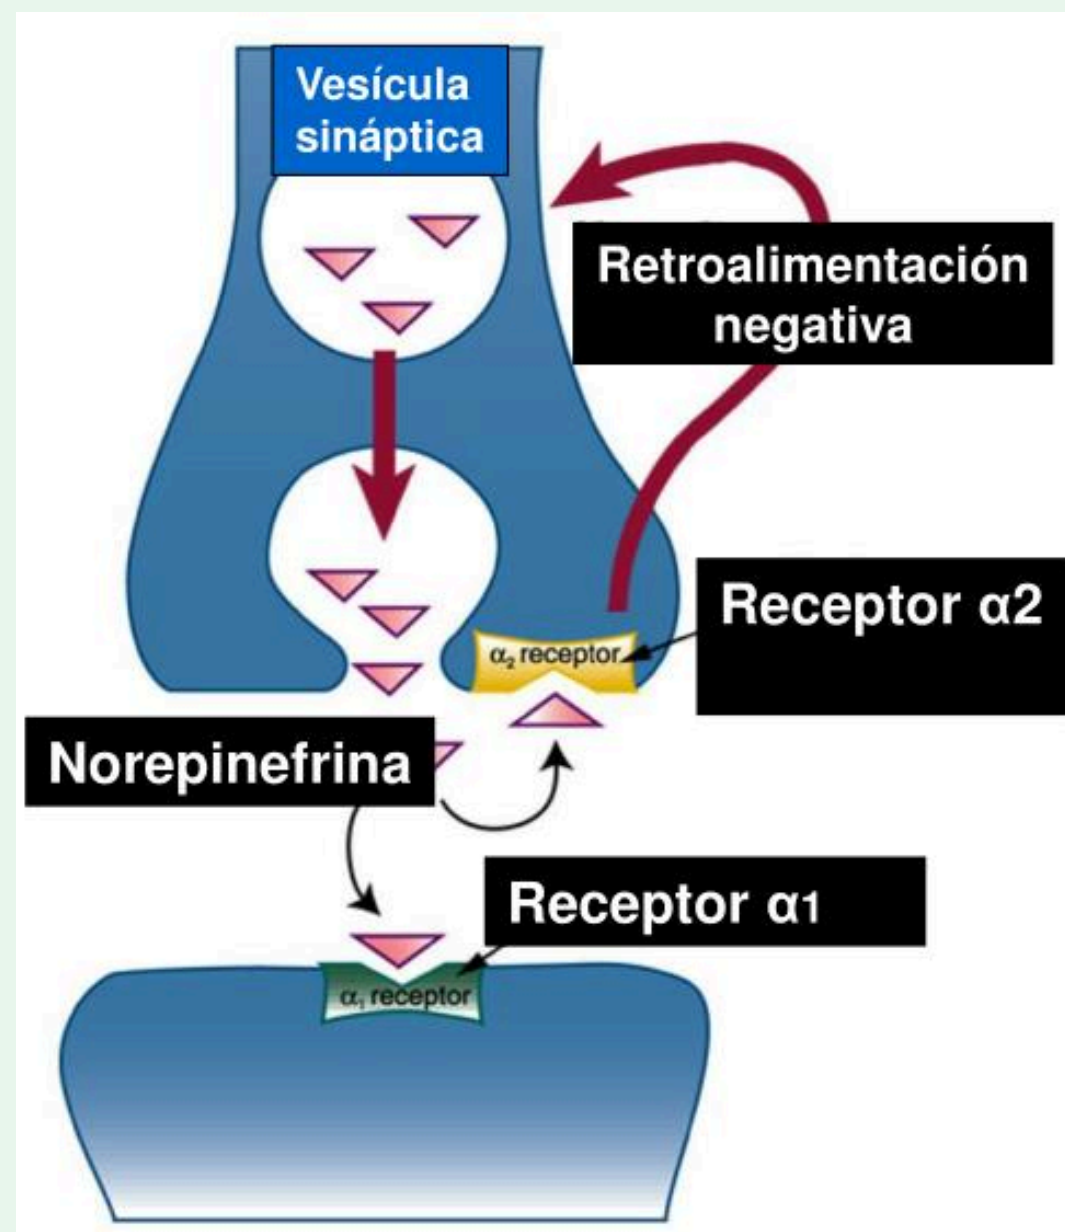 Vesícula
sináptica
Retroalimentación
negativa
Receptor α2
α₂ receptor
Norepinefrina
Receptor α1
α₁ receptor